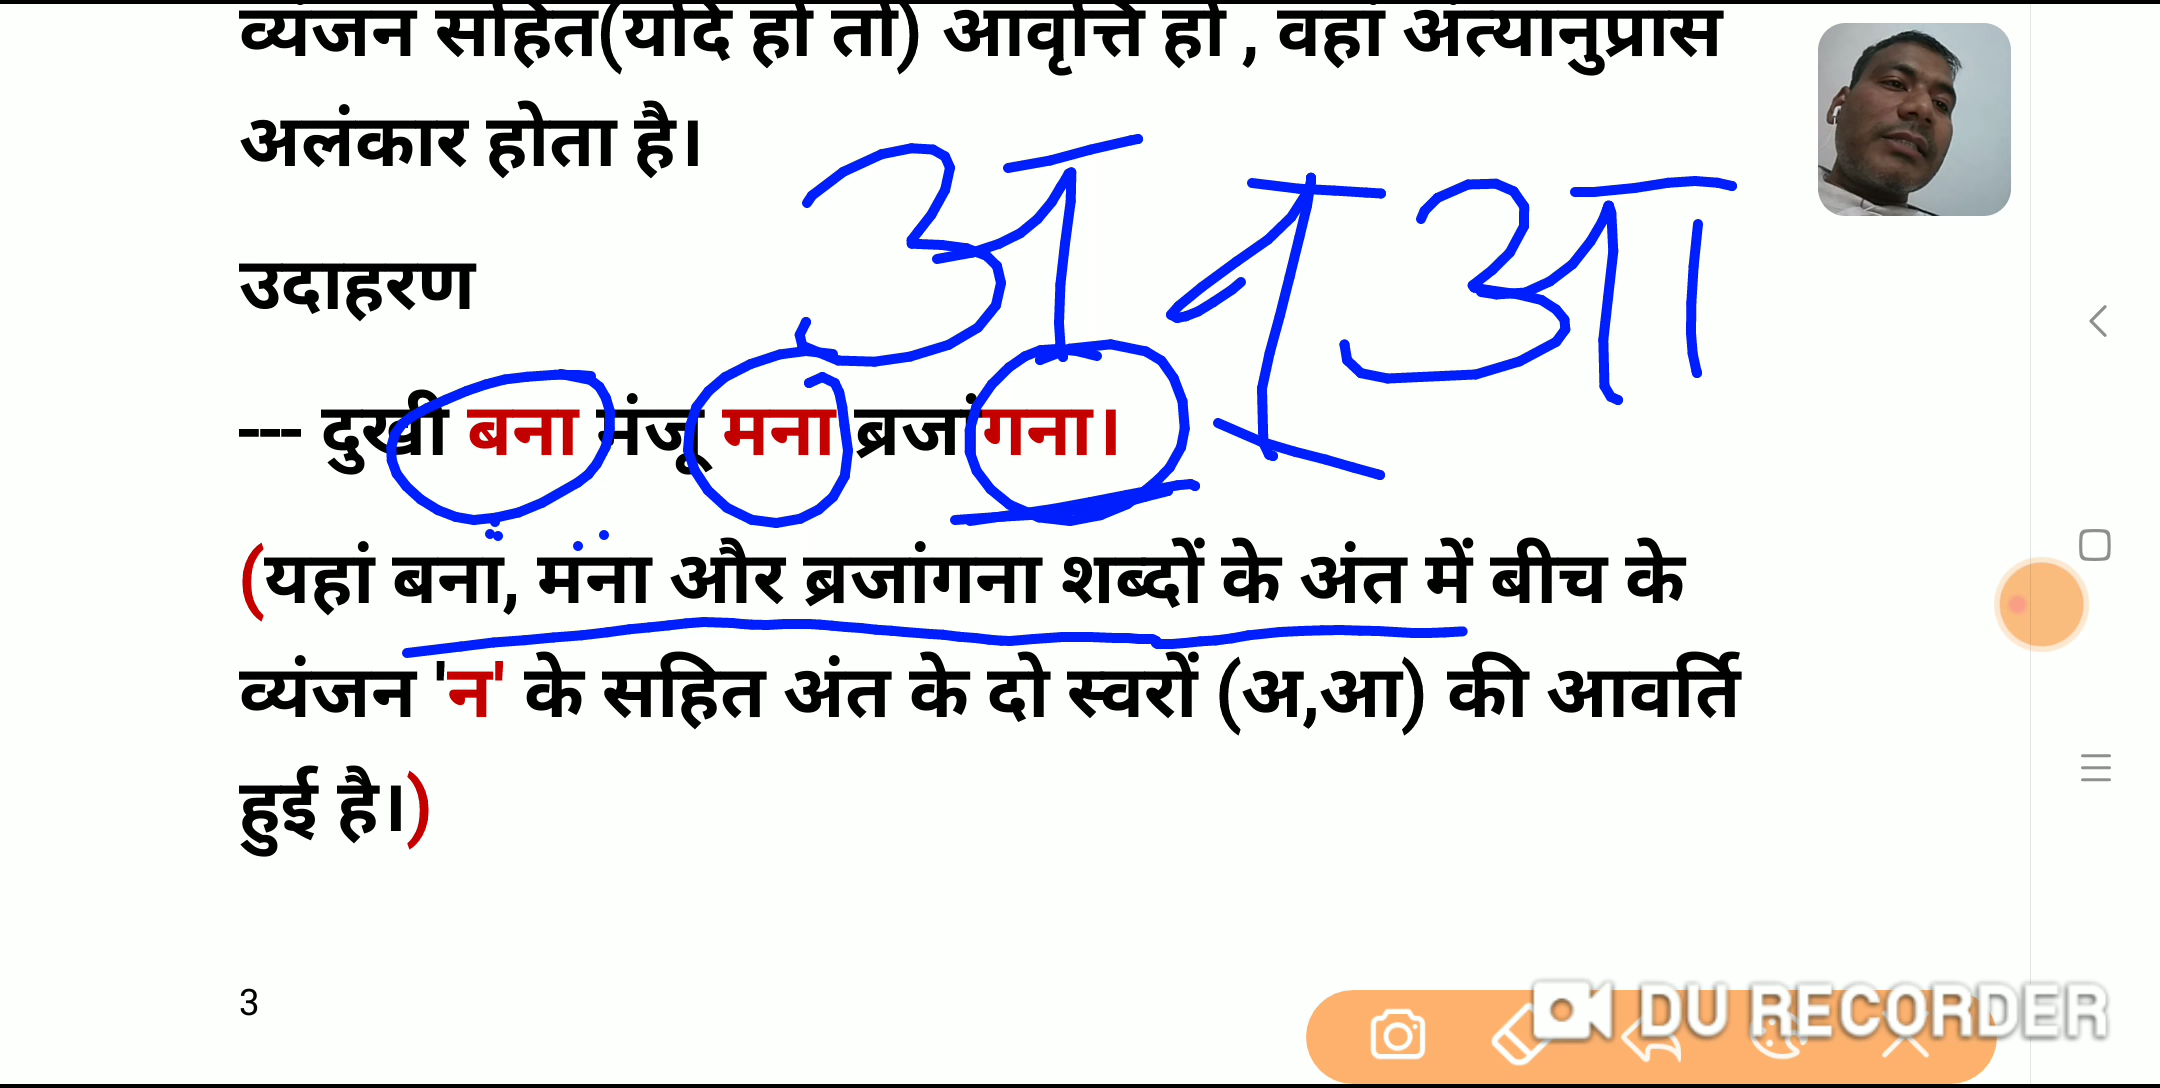 व्यंजन सहित(यदि हो तो) आवृत्ति हो , वहां अंत्यानुप्रास
अलंकार होता है।
अ न् आ
उदाहरण
--- दुखी बना मंजू मना ब्रजांगना।
(यहां बना, मना और ब्रजांगना शब्दों के अंत में बीच के
व्यंजन 'न' के सहित अंत के दो स्वरों (अ,आ) की आवर्ति
हुई है।)
3
DU RECORDER